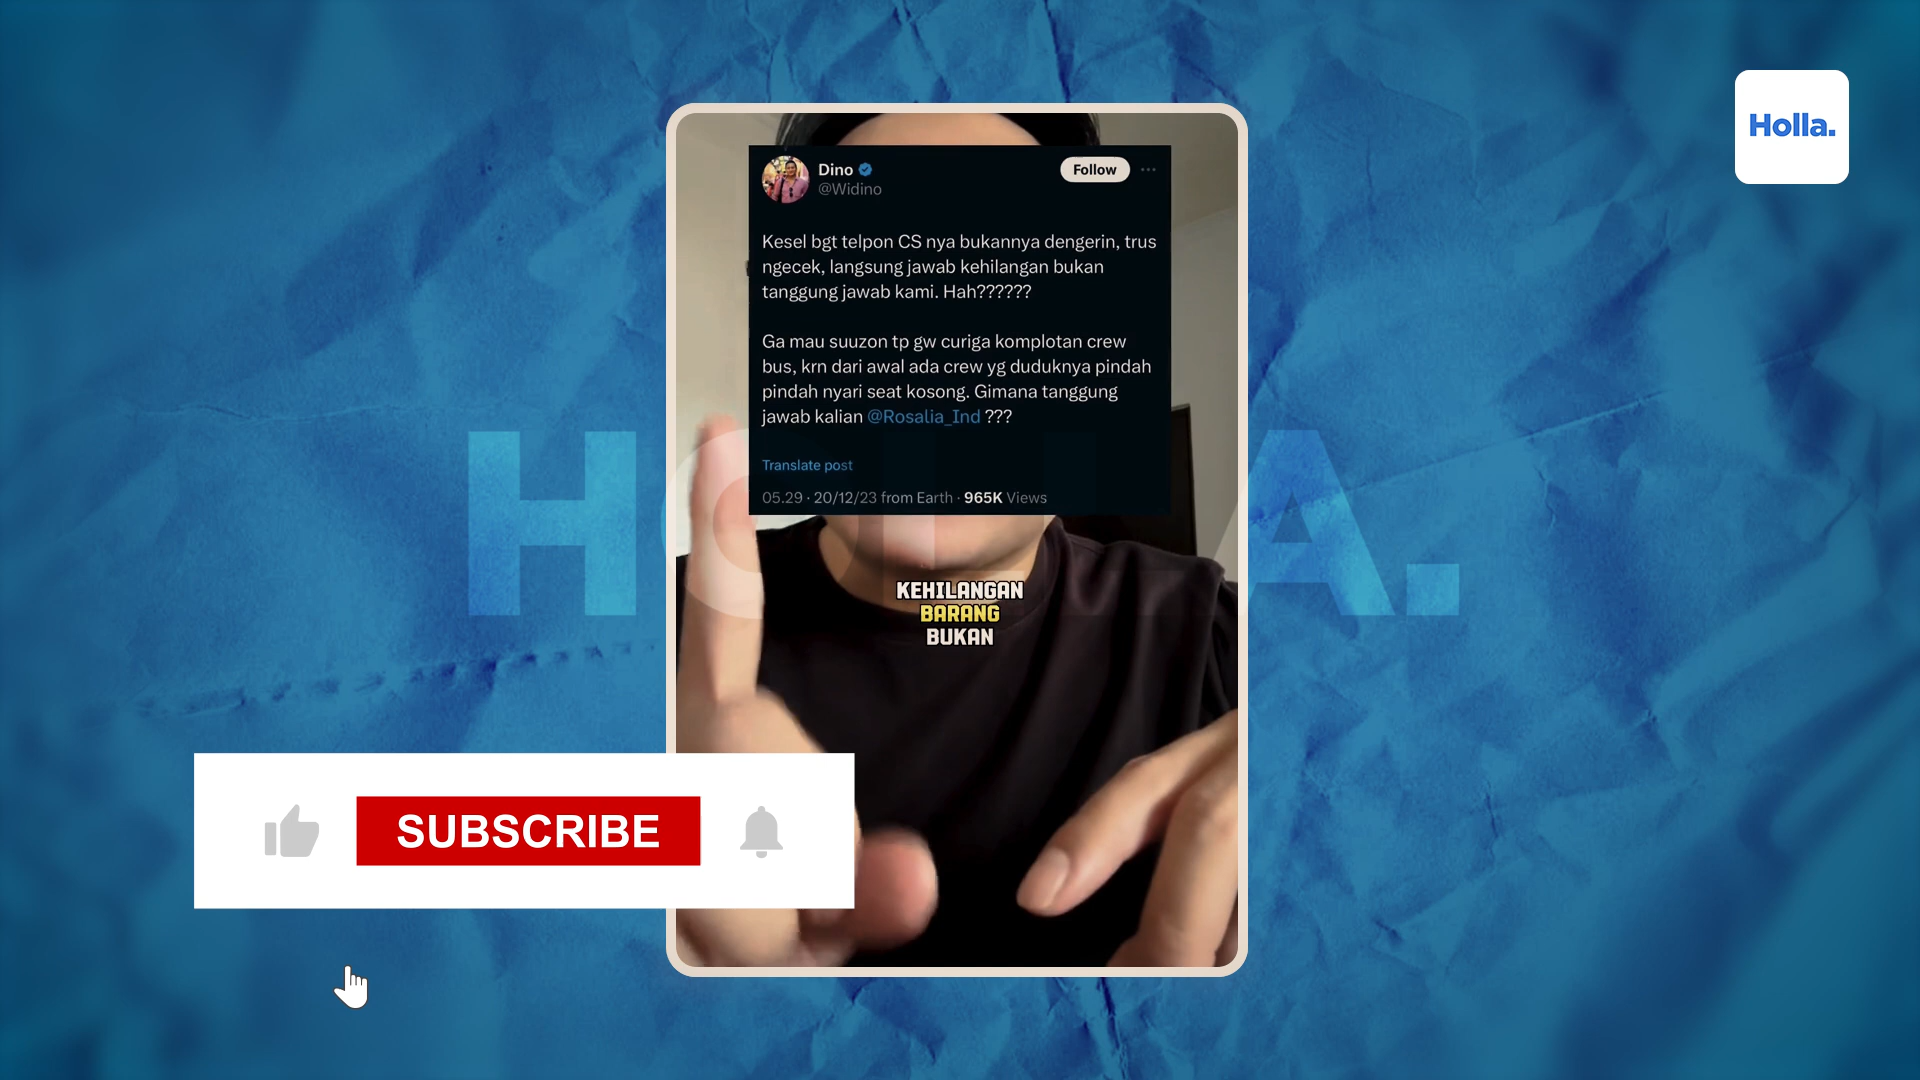 Holla.
Dino
Follow
@Widino
Kesel bgt telpon CS nya bukannya dengerin, trus
ngecek, langsung jawab kehilangan bukan
tanggung jawab kami. Hah??????
Ga mau suuzon tp gw curiga komplotan crew
bus, krn dari awal ada crew yg duduknya pindah
pindah nyari seat kosong. Gimana tanggung
jawab kalian @Rosalia_Ind ???
Translate post
05.29 · 20/12/23 from Earth · 965K Views
HOLLA.
KEHILANGAN
BARANG
BUKAN
SUBSCRIBE